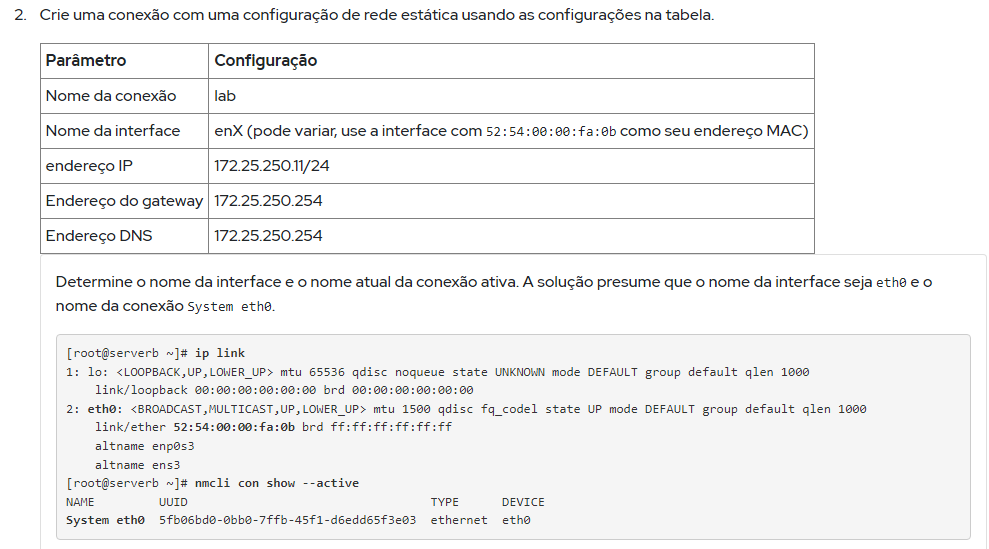 2. Crie uma conexão com uma configuração de rede estática usando as configurações na tabela.
Parâmetro Configuração
Nome da conexão lab
Nome da interface enX (pode variar, use a interface com 52:54:00:00:fa:0b como seu endereço MAC)
endereço IP 172.25.250.11/24
Endereço do gateway 172.25.250.254
Endereço DNS 172.25.250.254
Determine o nome da interface e o nome atual da conexão ativa. A solução presume que o nome da interface seja eth0 e o
nome da conexão System eth0.
[root@serverb ~]# ip link
1: lo: <LOOPBACK,UP,LOWER_UP> mtu 65536 qdisc noqueue state UNKNOWN mode DEFAULT group default qlen 1000
link/loopback 00:00:00:00:00:00 brd 00:00:00:00:00:00
2: eth0: <BROADCAST,MULTICAST,UP,LOWER_UP> mtu 1500 qdisc fq_codel state UP mode DEFAULT group default qlen 1000
link/ether 52:54:00:00:fa:0b brd ff:ff:ff:ff:ff:ff
altname enp0s3
altname ens3
[root@serverb ~]# nmcli con show --active
NAME UUID TYPE DEVICE
System eth0 5fb06bd0-0bb0-7ffb-45f1-d6edd65f3e03 ethernet eth0